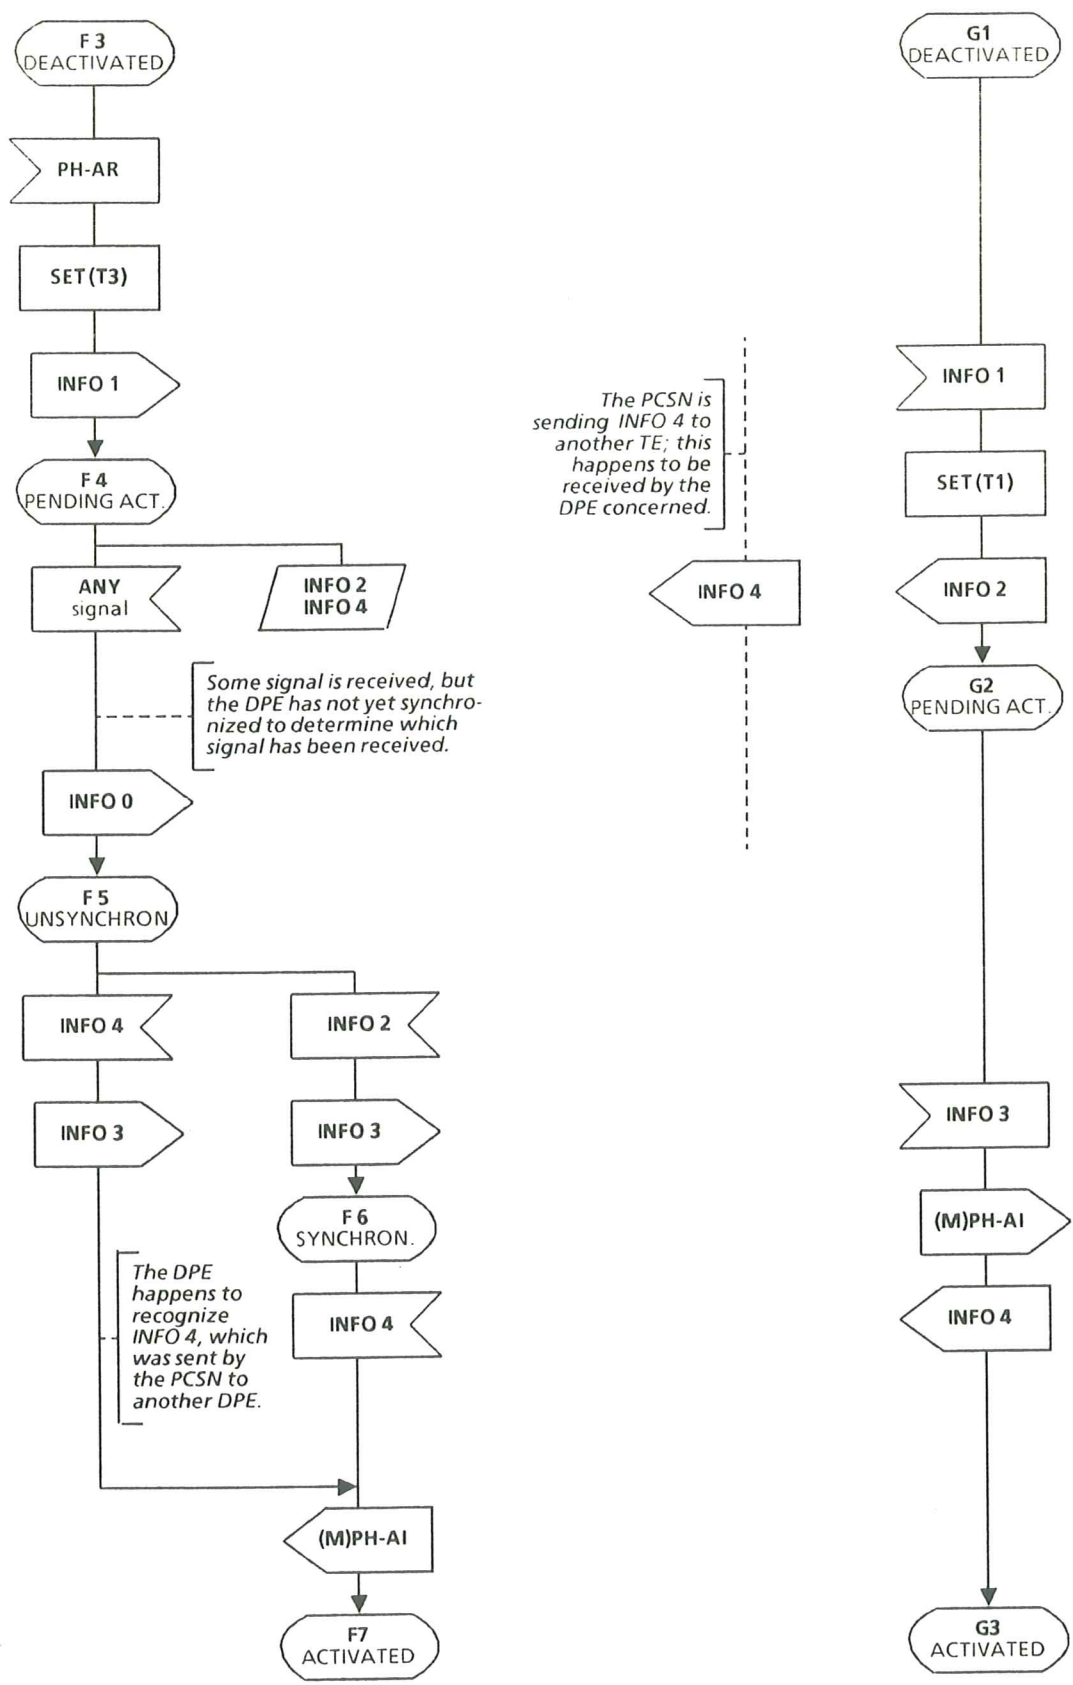 F 3
DEACTIVATED
PH-AR
SET(T3)
INFO 1
F 4
PENDING ACT.
ANY
signal
INFO 2
INFO 4
Some signal is received, but
the DPE has not yet synchro-
nized to determine which
signal has been received.
INFO 0
F 5
UNSYNCHRON
INFO 4
INFO 3
The DPE
happens to
recognize
INFO 4, which
was sent by
the PCSN to
another DPE.
INFO 2
INFO 3
F 6
SYNCHRON.
INFO 4
(M)PH-AI
F7
ACTIVATED
The PCSN is
sending INFO 4 to
another TE; this
happens to be
received by the
DPE concerned.
INFO 4
G1
DEACTIVATED
INFO 1
SET(T1)
INFO 2
G2
PENDING ACT.
INFO 3
(M)PH-AI
INFO 4
G3
ACTIVATED